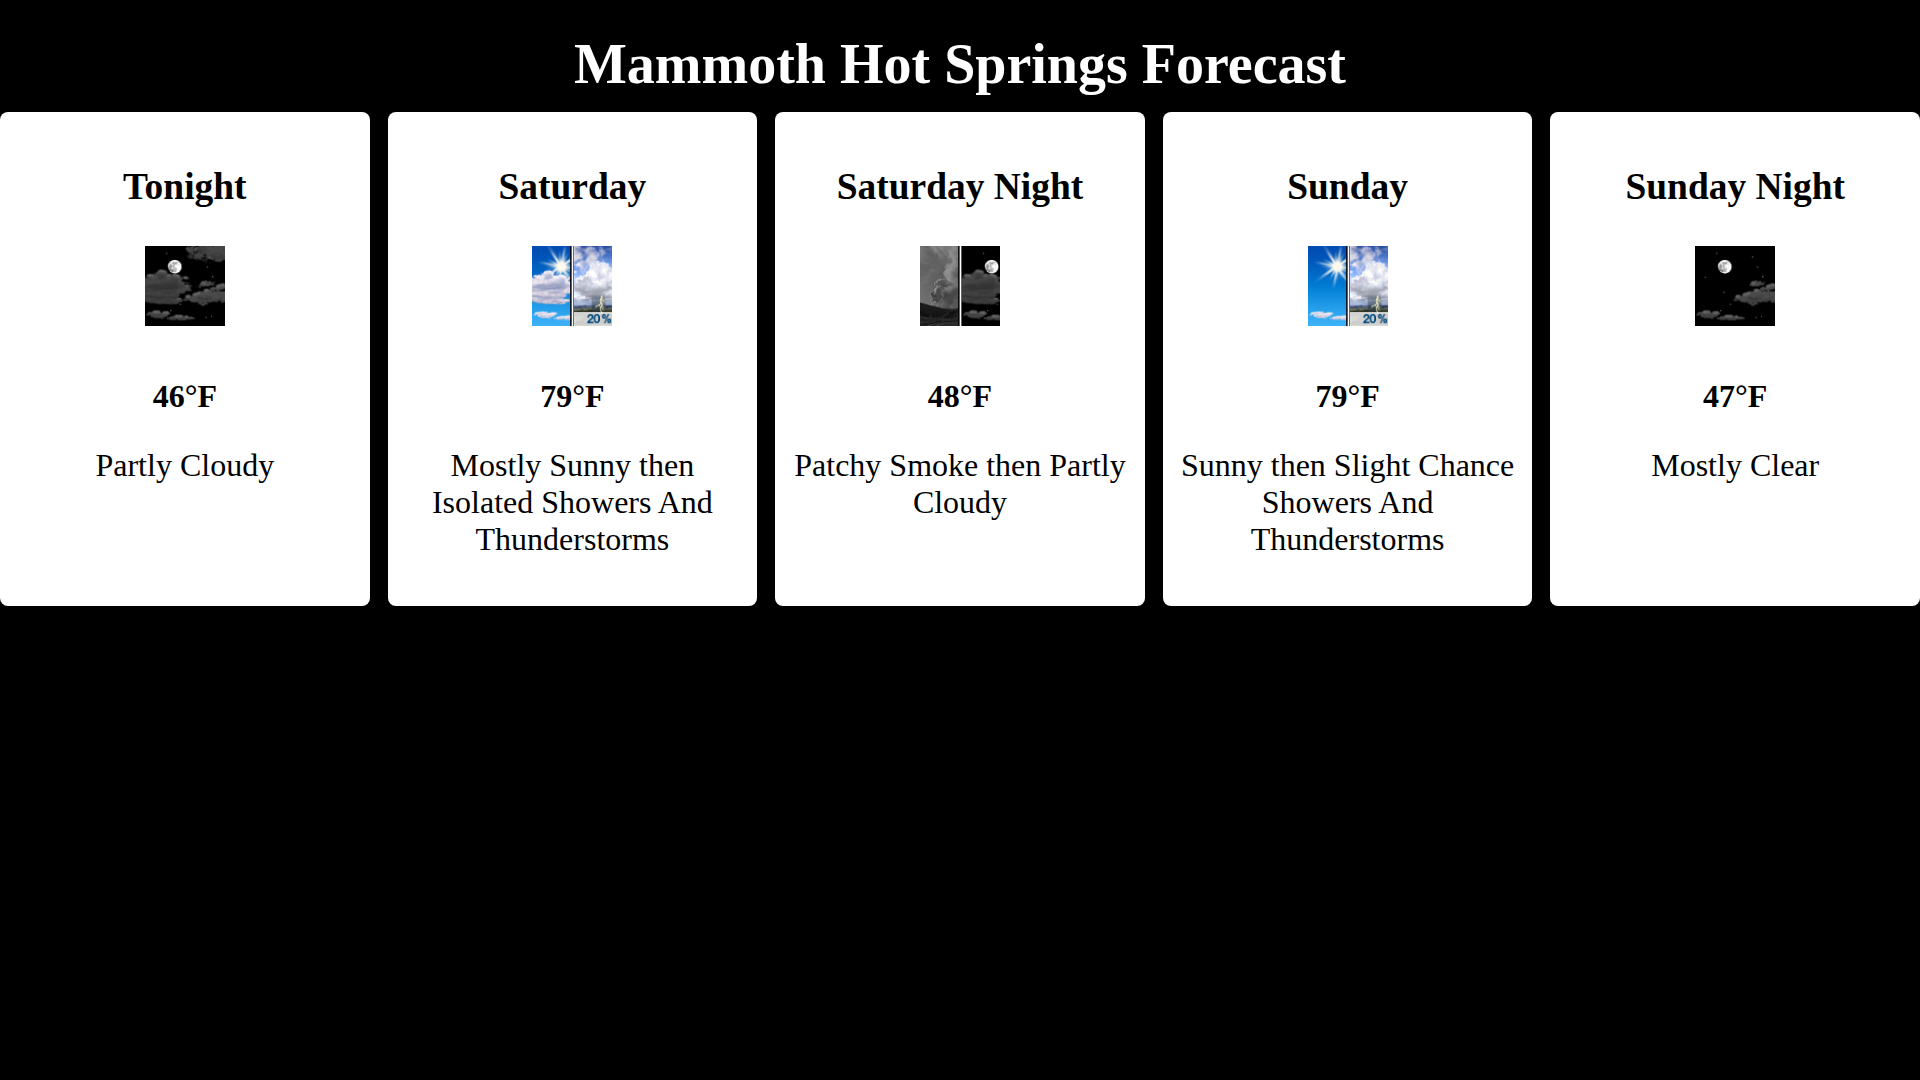 Mammoth Hot Springs Forecast
Tonight
46°F
Partly Cloudy
Saturday
20%
79°F
Mostly Sunny then
Isolated Showers And
Thunderstorms
Saturday Night
48°F
Patchy Smoke then Partly
Cloudy
Sunday
20%
79°F
Sunny then Slight Chance
Showers And
Thunderstorms
Sunday Night
47°F
Mostly Clear